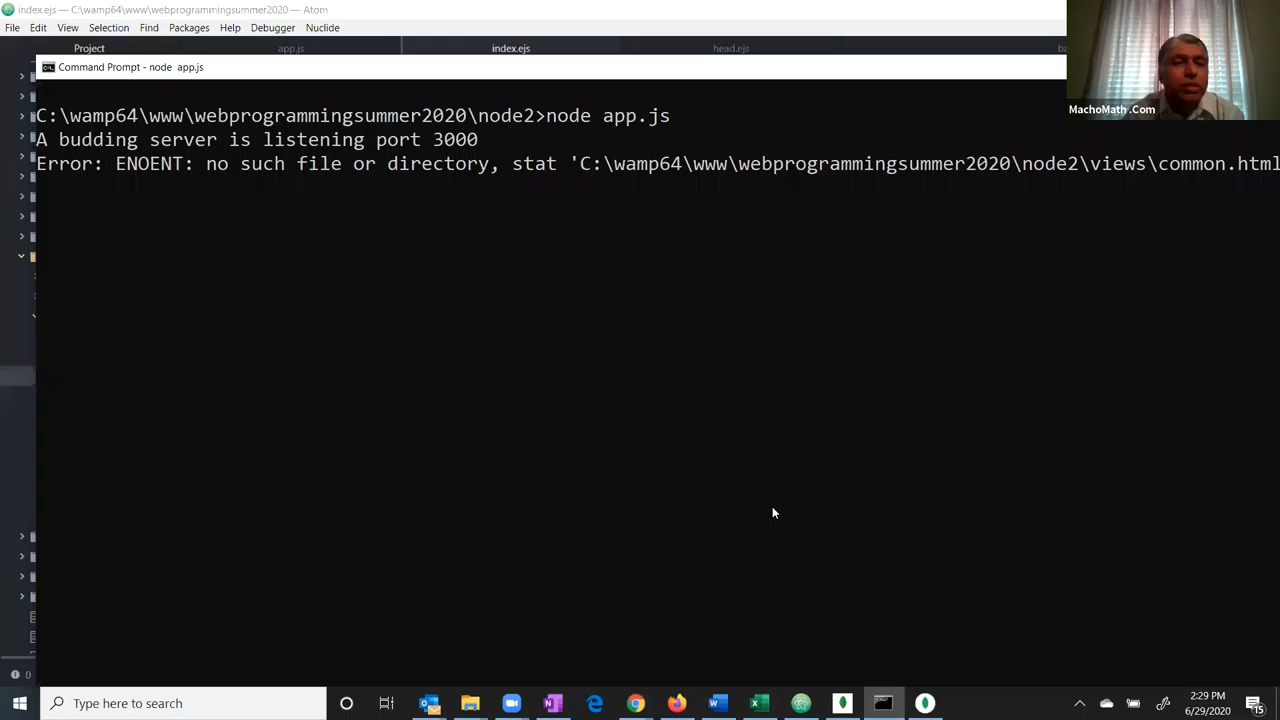 index.ejs — C:\wamp64\www\webprogrammingsummer2020 — Atom
File Edit View Selection Find Packages Help Debugger Nuclide
Project app.js index.ejs head.ejs
Command Prompt - node app.js
MachoMath .Com
C:\wamp64\www\webprogrammingsummer2020\node2>node app.js
A budding server is listening port 3000
Error: ENOENT: no such file or directory, stat 'C:\wamp64\www\webprogrammingsummer2020\node2\views\common.html
0
Type here to search
2:29 PM
6/29/2020
15